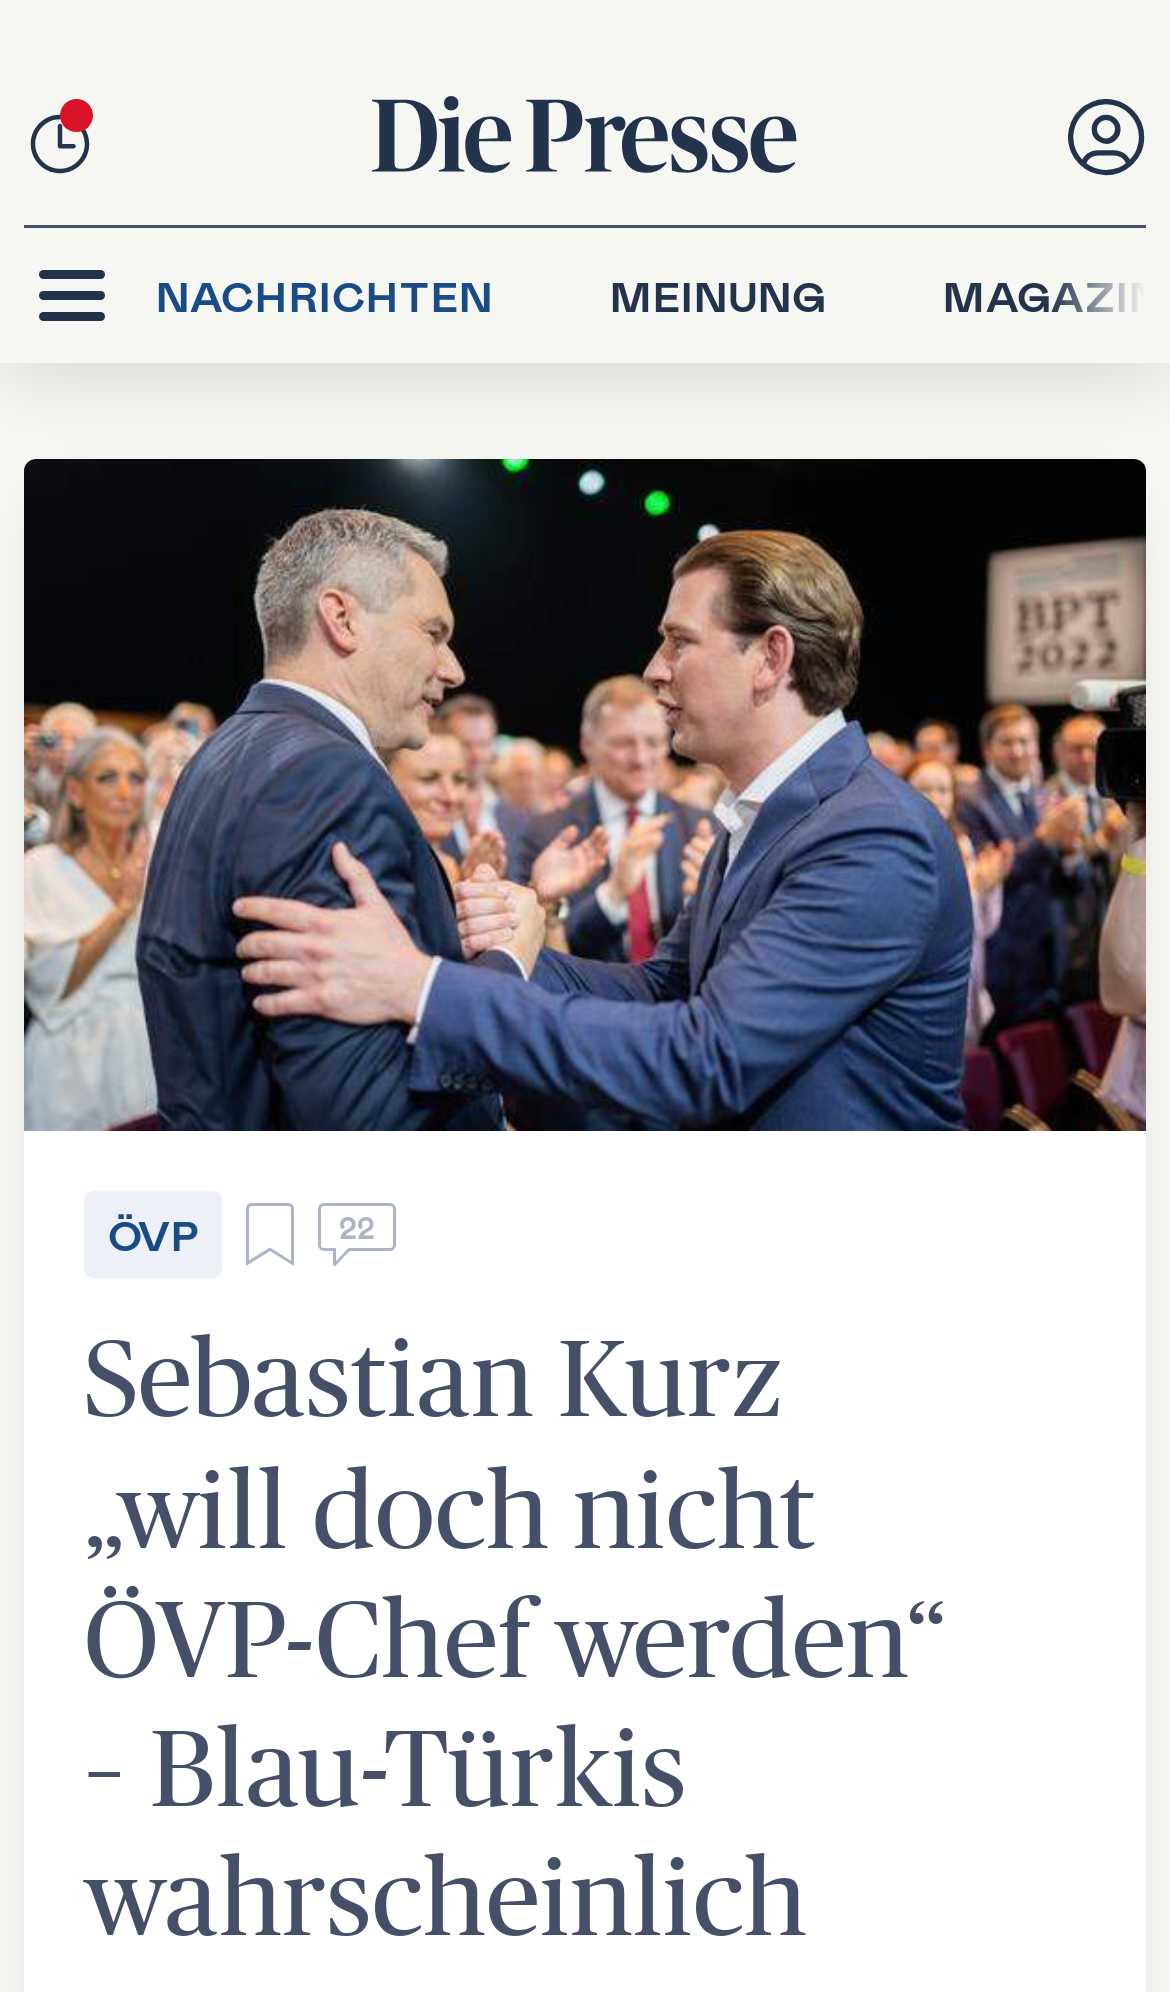 Die Presse
NACHRICHTEN MEINUNG MAGAZIN
BPT
2022
ÖVP 22
Sebastian Kurz
„will doch nicht
ÖVP-Chef werden“
– Blau-Türkis
wahrscheinlich